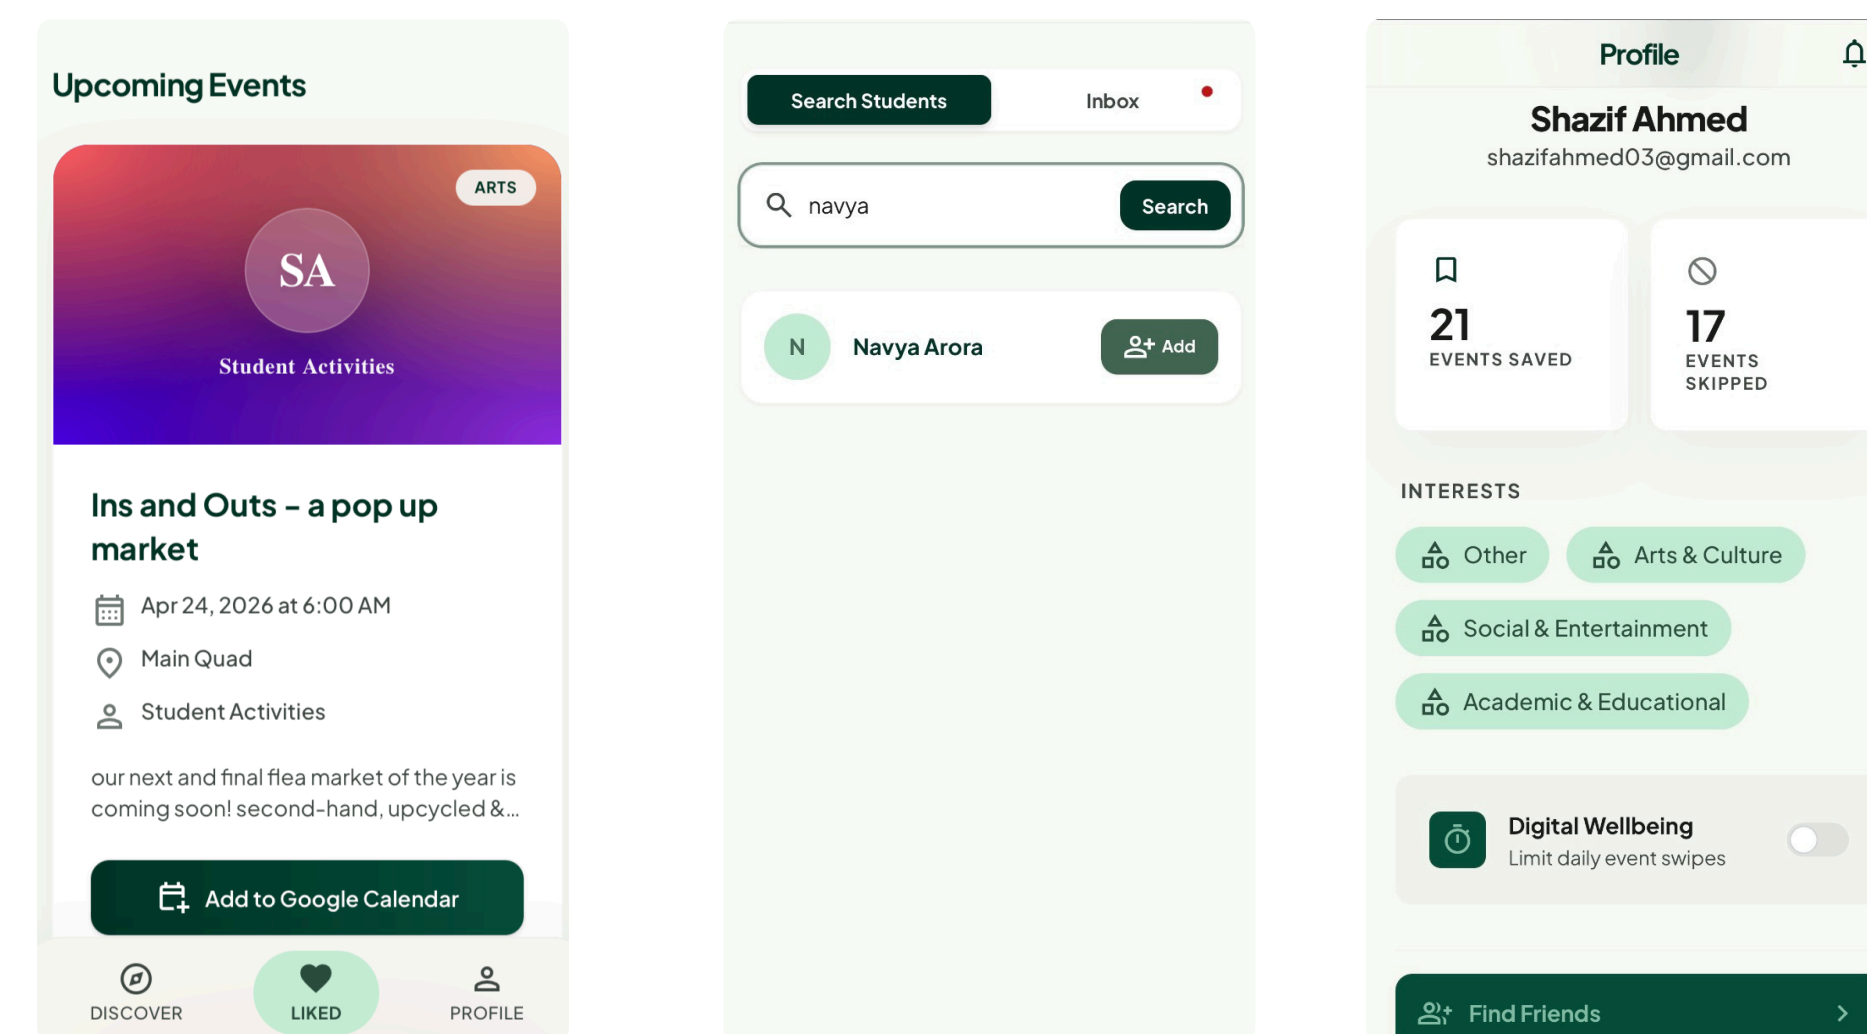 Upcoming Events
ARTS
SA
Student Activities
Ins and Outs – a pop up
market
Apr 24, 2026 at 6:00 AM
Main Quad
Student Activities
our next and final flea market of the year is
coming soon! second-hand, upcycled &...
Add to Google Calendar
DISCOVER
LIKED
PROFILE
Search Students
Inbox
navya
Search
N
Navya Arora
Add
Profile
Shazif Ahmed
shazifahmed03@gmail.com
21
EVENTS SAVED
17
EVENTS
SKIPPED
INTERESTS
Other
Arts & Culture
Social & Entertainment
Academic & Educational
Digital Wellbeing
Limit daily event swipes
Find Friends